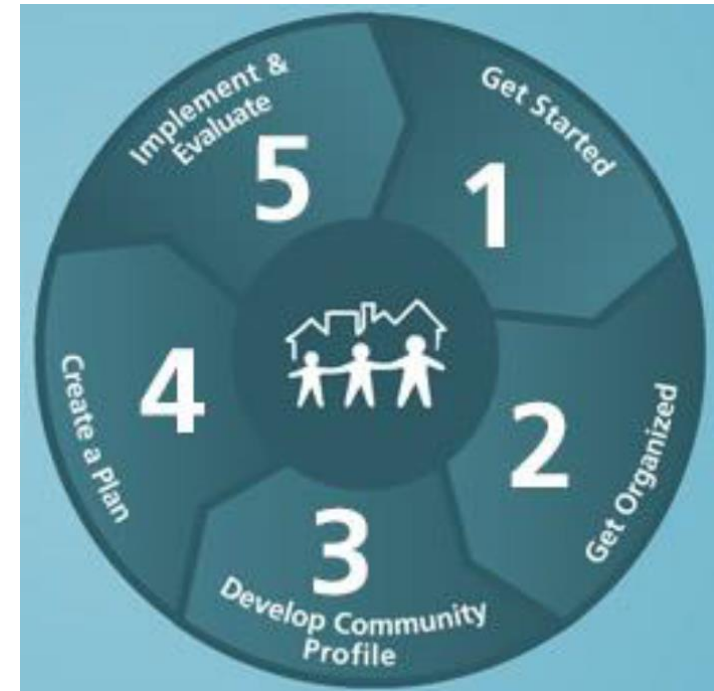 1
Get Started
2
Get Organized
3
Develop Community
Profile
4
Create a Plan
5
Implement &
Evaluate